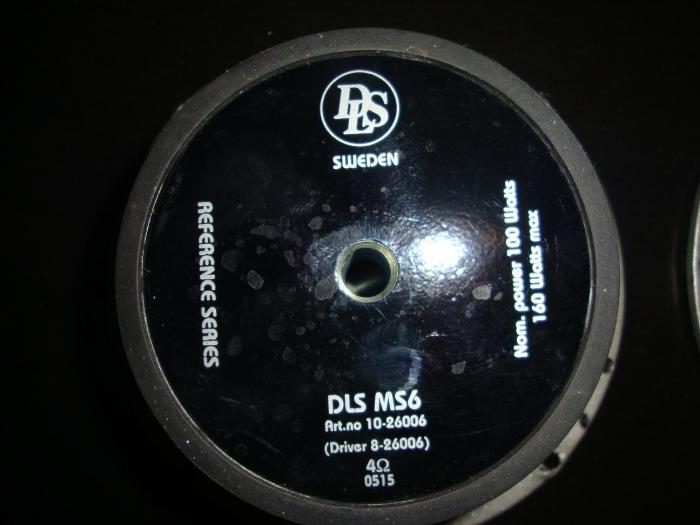 DLS
SWEDEN
REFERENCE SERIES
Nom. power 100 Watts
160 Watts max
DLS MS6
Art.no 10-26006
(Driver 8-26006)
4Ω
0515